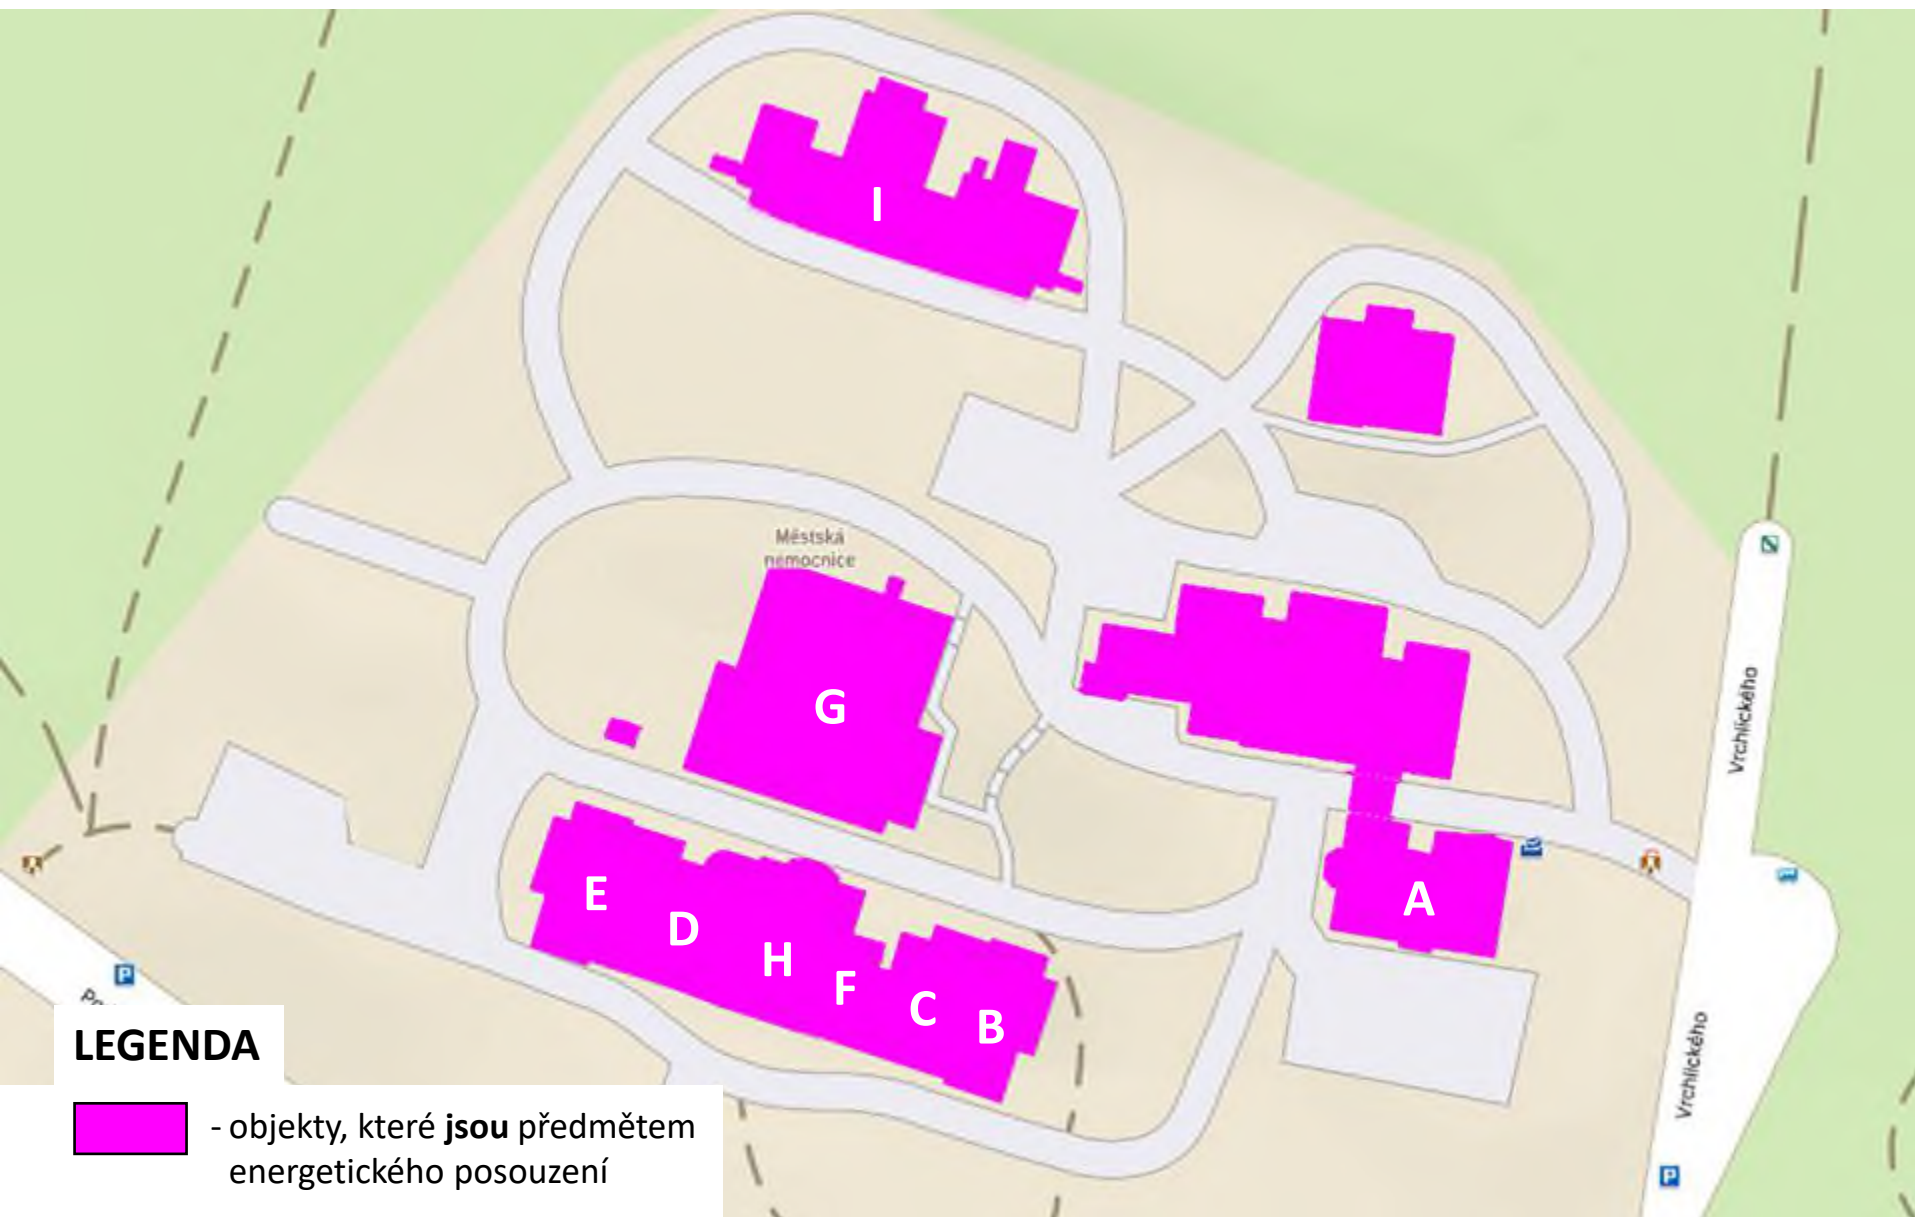 I
Městská
nemocnice
G
Vrchlického
E
D
H
F
C
B
A
P
Vrchlického
LEGENDA
- objekty, které jsou předmětem
energetického posouzení
P